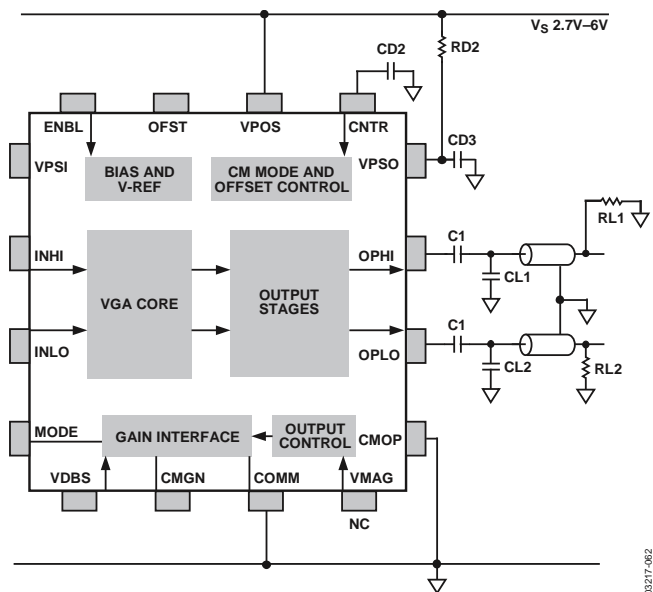 VS 2.7V–6V
RD2
CD2
ENBL
OFST
VPOS
CNTR
VPSI
BIAS AND
V-REF
CM MODE AND
OFFSET CONTROL
VPSO
CD3
RL1
INHI
C1
OPHI
CL1
VGA CORE
OUTPUT
STAGES
INLO
C1
OPLO
CL2
RL2
MODE
GAIN INTERFACE
OUTPUT
CONTROL
CMOP
VDBS
CMGN
COMM
VMAG
NC
03217-062